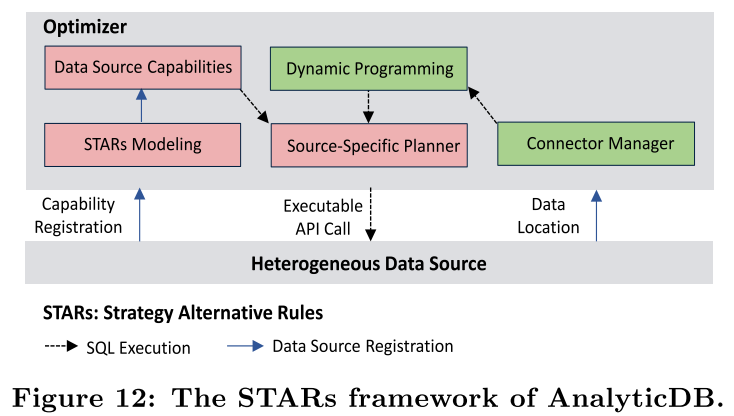 Optimizer
Data Source Capabilities
Dynamic Programming
STARs Modeling
Source-Specific Planner
Connector Manager
Capability
Registration
Executable
API Call
Data
Location
Heterogeneous Data Source
STARs: Strategy Alternative Rules
SQL Execution
Data Source Registration
Figure 12: The STARs framework of AnalyticDB.